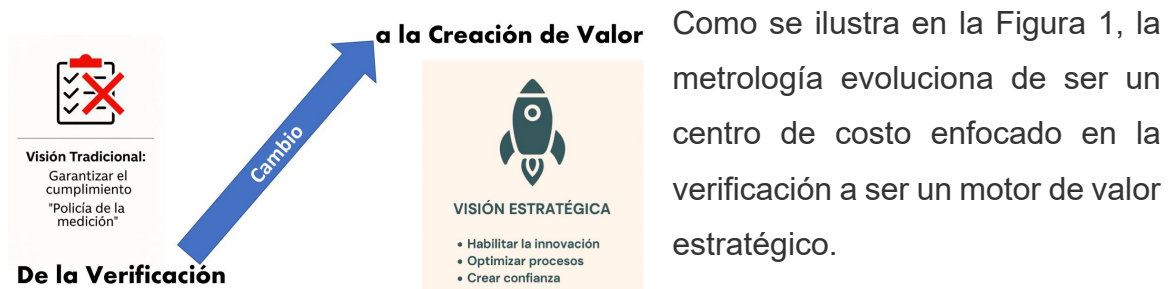 a la Creación de Valor
Visión Tradicional:
Garantizar el
cumplimiento
"Policía de la
medición"
Cambio
VISIÓN ESTRATÉGICA
• Habilitar la innovación
• Optimizar procesos
• Crear confianza
De la Verificación
Como se ilustra en la Figura 1, la
metrología evoluciona de ser un
centro de costo enfocado en la
verificación a ser un motor de valor
estratégico.